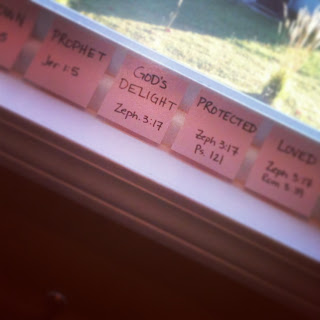 PROPHET
Jer 1:5
GOD'S
DELIGHT
Zeph. 3:17
PROTECTED
Zeph 3:17
Ps. 121
LOVED
Zeph 3:17